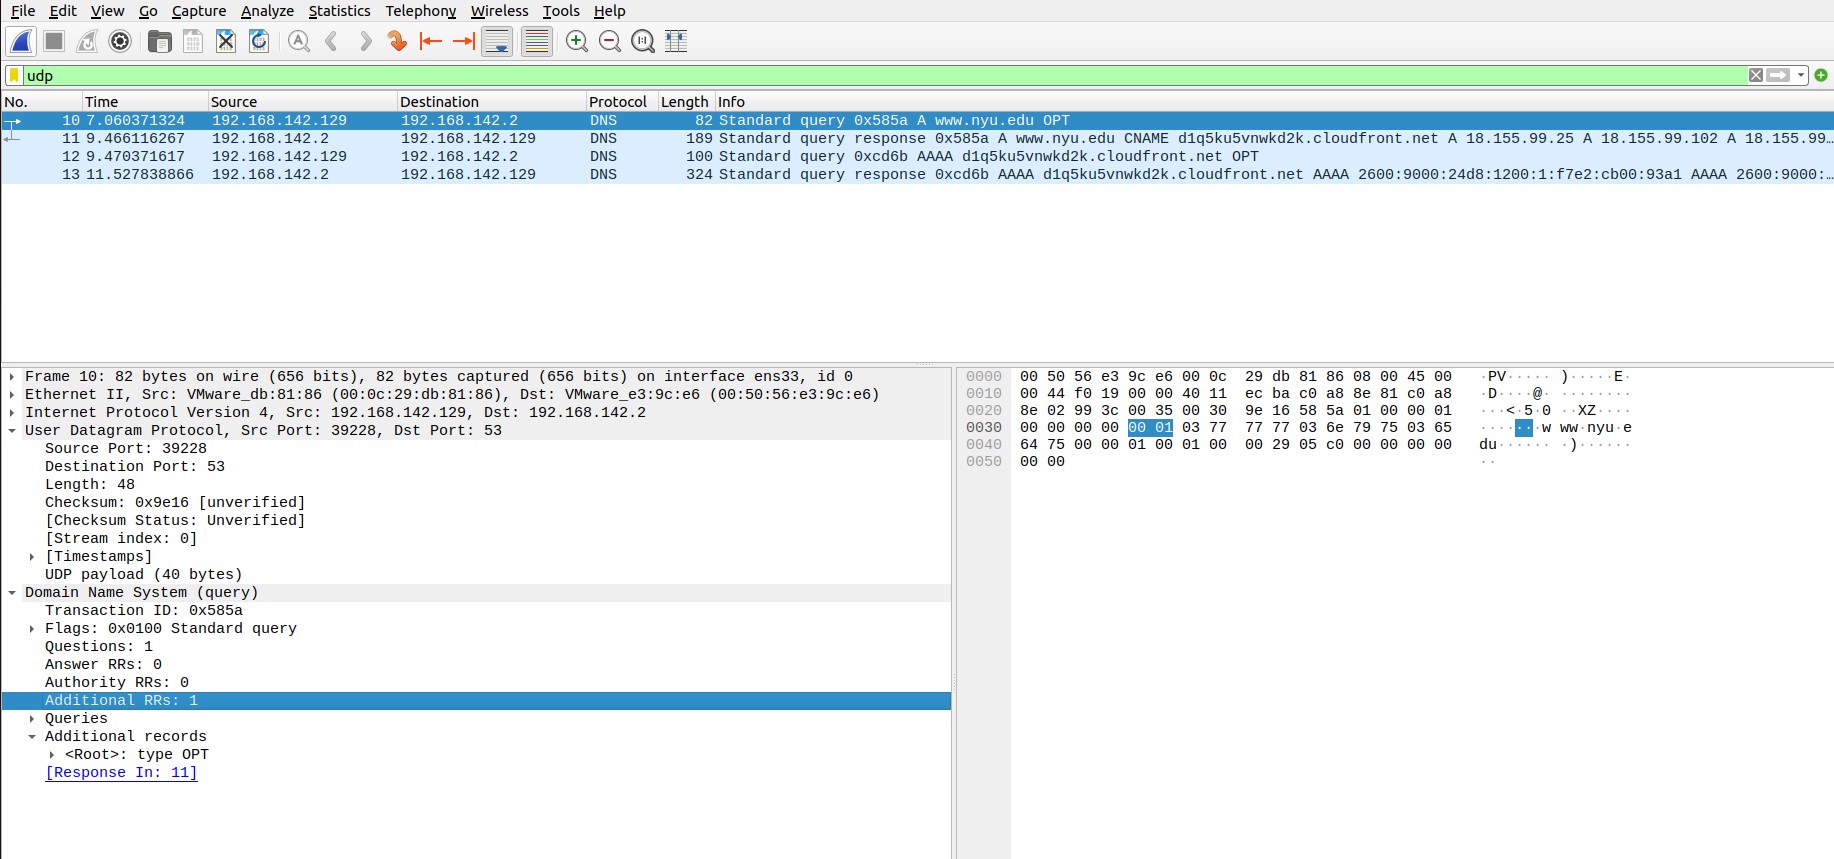 File Edit View Go Capture Analyze Statistics Telephony Wireless Tools Help
udp
No. Time Source Destination Protocol Length Info
10 7.060371324 192.168.142.129 192.168.142.2 DNS 82 Standard query 0x585a A www.nyu.edu OPT
11 9.466116267 192.168.142.2 192.168.142.129 DNS 189 Standard query response 0x585a A www.nyu.edu CNAME d1q5ku5vnwkd2k.cloudfront.net A 18.155.99.25 A 18.155.99.102 A 18.155.99…
12 9.470371617 192.168.142.129 192.168.142.2 DNS 100 Standard query 0xcd6b AAAA d1q5ku5vnwkd2k.cloudfront.net OPT
13 11.527838866 192.168.142.2 192.168.142.129 DNS 324 Standard query response 0xcd6b AAAA d1q5ku5vnwkd2k.cloudfront.net AAAA 2600:9000:24d8:1200:1:f7e2:cb00:93a1 AAAA 2600:9000:…
Frame 10: 82 bytes on wire (656 bits), 82 bytes captured (656 bits) on interface ens33, id 0
Ethernet II, Src: VMware_db:81:86 (00:0c:29:db:81:86), Dst: VMware_e3:9c:e6 (00:50:56:e3:9c:e6)
Internet Protocol Version 4, Src: 192.168.142.129, Dst: 192.168.142.2
User Datagram Protocol, Src Port: 39228, Dst Port: 53
Source Port: 39228
Destination Port: 53
Length: 48
Checksum: 0x9e16 [unverified]
[Checksum Status: Unverified]
[Stream index: 0]
[Timestamps]
UDP payload (40 bytes)
Domain Name System (query)
Transaction ID: 0x585a
Flags: 0x0100 Standard query
Questions: 1
Answer RRs: 0
Authority RRs: 0
Additional RRs: 1
Queries
Additional records
<Root>: type OPT
[Response In: 11]
0000 00 50 56 e3 9c e6 00 0c 29 db 81 86 08 00 45 00 ·PV····· )·····E·
0010 00 44 f0 19 00 00 40 11 ec ba c0 a8 8e 81 c0 a8 ·D····@· ········
0020 8e 02 99 3c 00 35 00 30 9e 16 58 5a 01 00 00 01 ···<·5·0 ··XZ····
0030 00 00 00 00 00 01 03 77 77 77 03 6e 79 75 03 65 ·······w ww·nyu·e
0040 64 75 00 00 01 00 01 00 00 29 05 c0 00 00 00 00 du······ ·)······
0050 00 00 ··